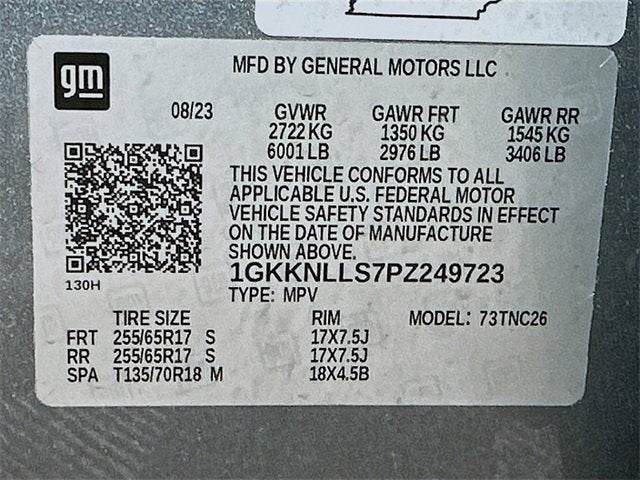 gm
MFD BY GENERAL MOTORS LLC
08/23 GVWR GAWR FRT GAWR RR
2722 KG 1350 KG 1545 KG
6001 LB 2976 LB 3406 LB
THIS VEHICLE CONFORMS TO ALL
APPLICABLE U.S. FEDERAL MOTOR
VEHICLE SAFETY STANDARDS IN EFFECT
ON THE DATE OF MANUFACTURE
SHOWN ABOVE.
130H
1GKKNLLS7PZ249723
TYPE: MPV
TIRE SIZE RIM MODEL: 73TNC26
FRT 255/65R17 S 17X7.5J
RR 255/65R17 S 17X7.5J
SPA T135/70R18 M 18X4.5B